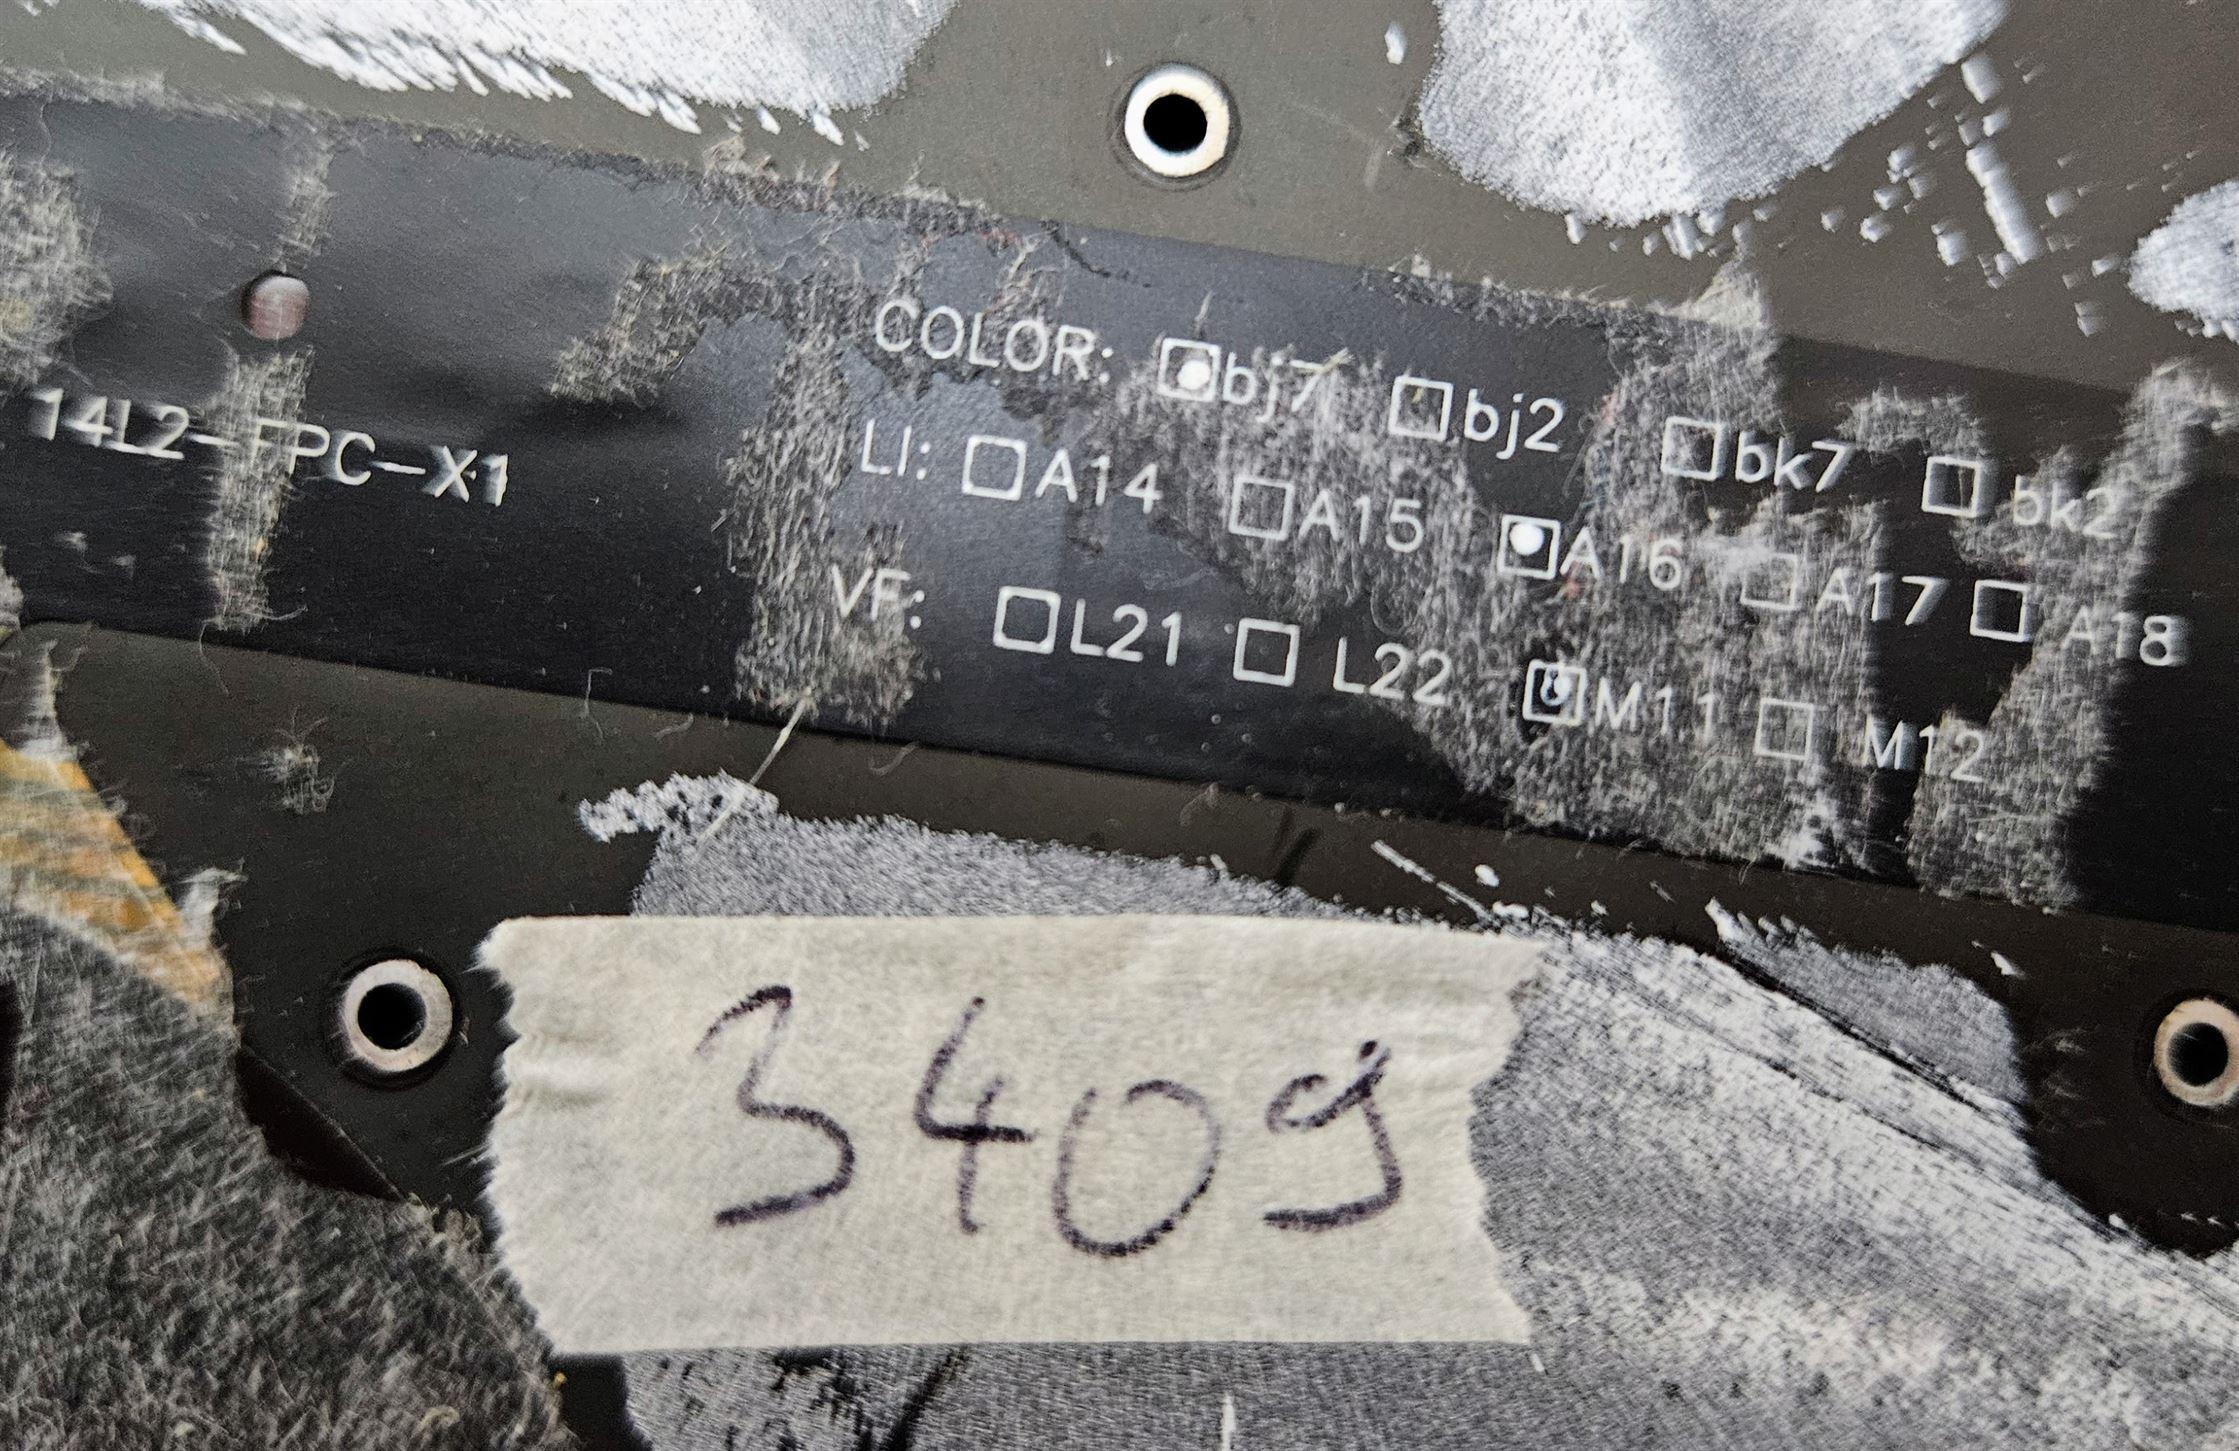 14L2-FPC-X1
COLOR: bj7 bj2 bk7 bk2
LI: A14 A15 A16 A17 A18
VF: L21 L22 M11 M12
3409